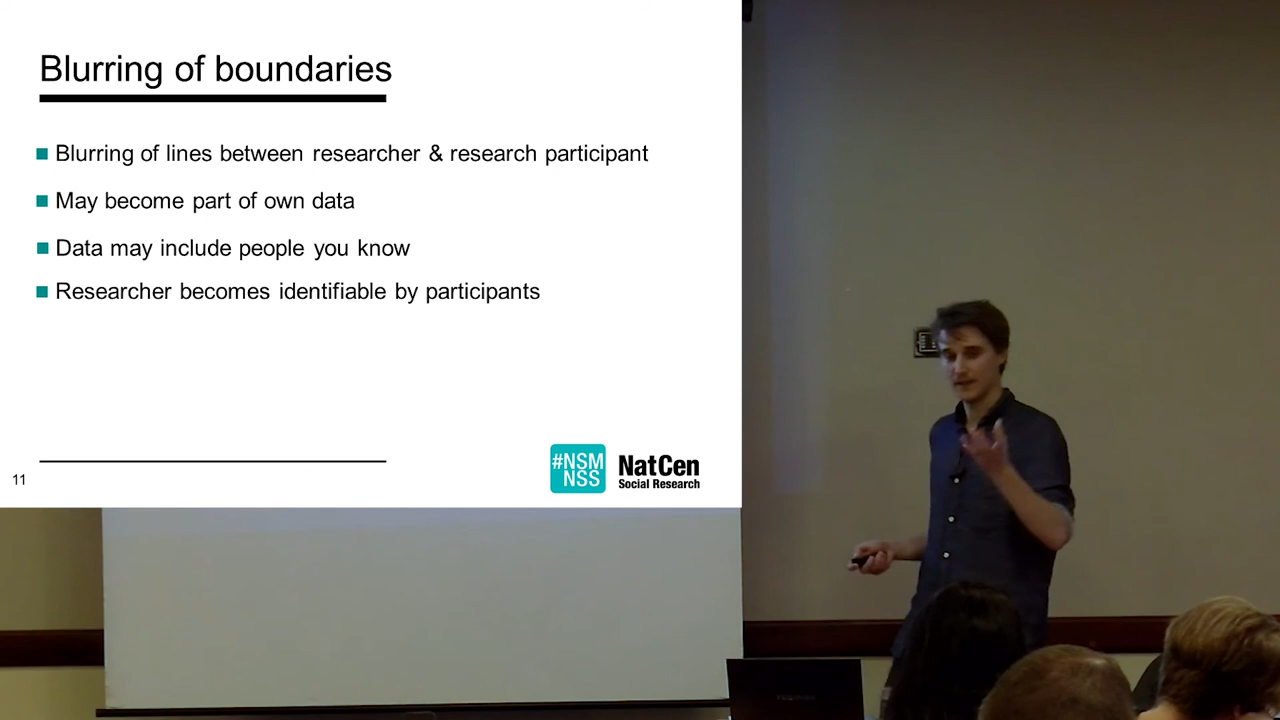 Blurring of boundaries
Blurring of lines between researcher & research participant
May become part of own data
Data may include people you know
Researcher becomes identifiable by participants
11
#NSM
NSS
NatCen
Social Research